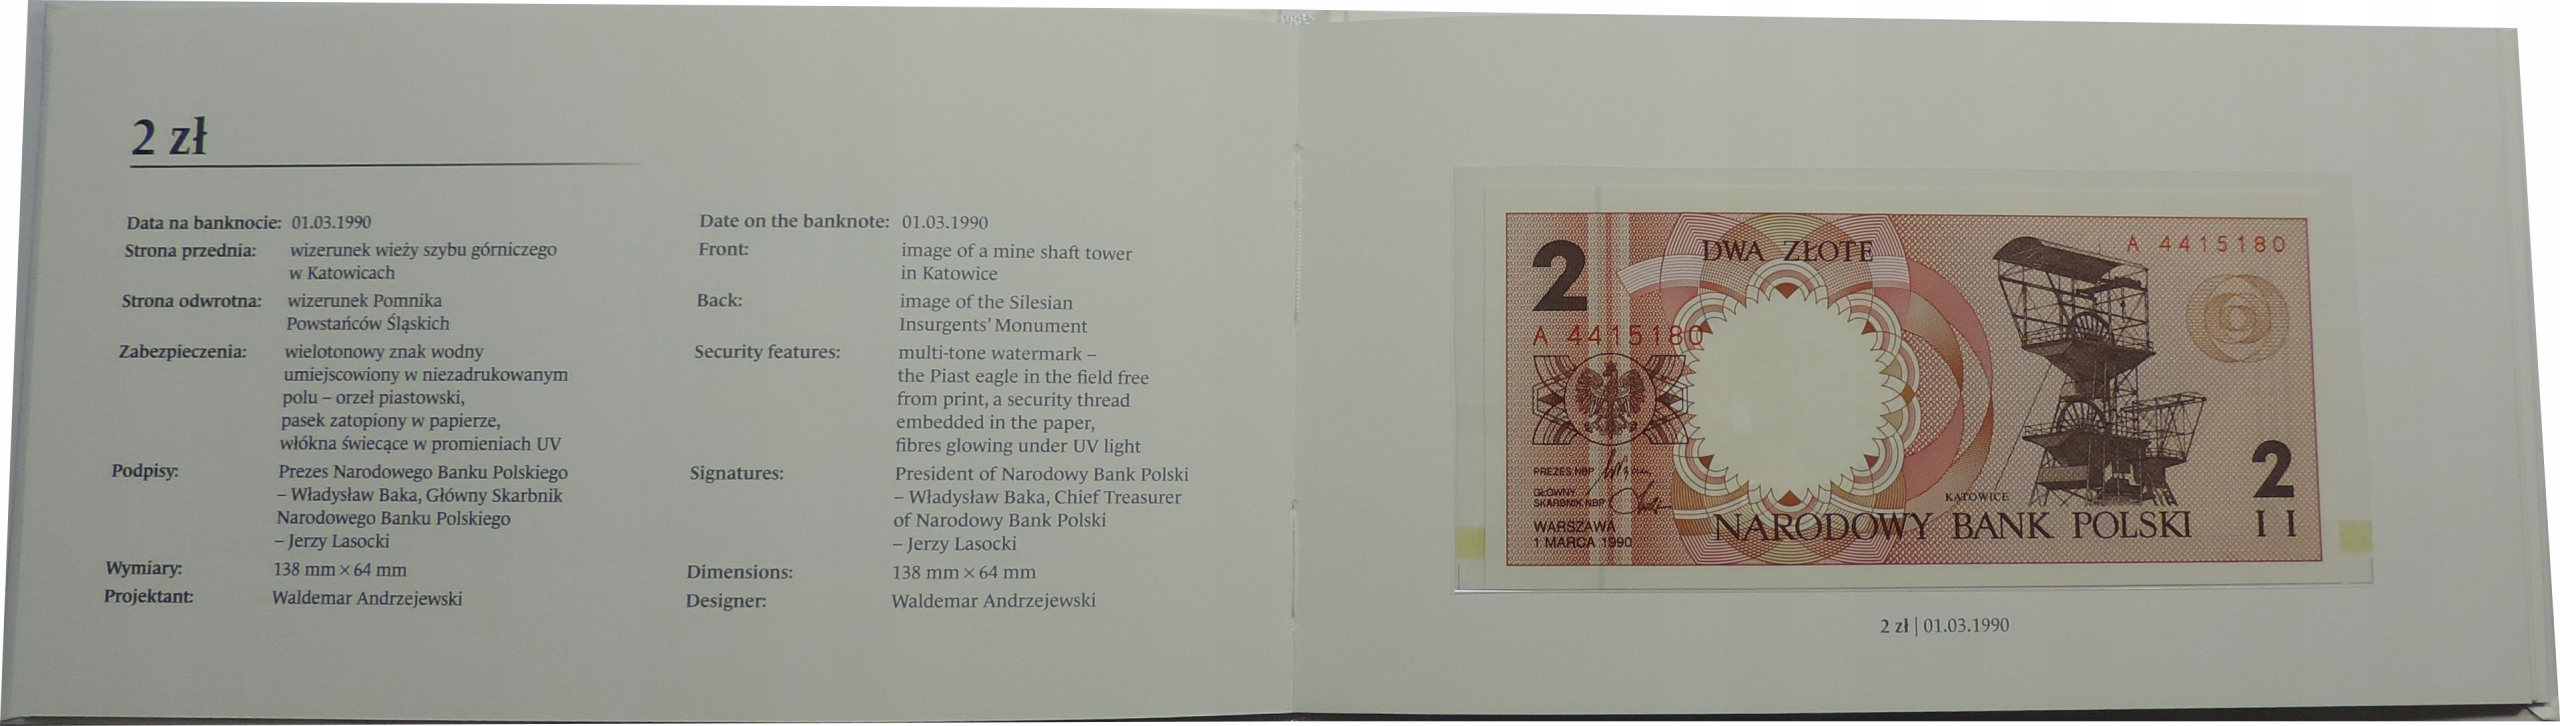 2 zł
Data na banknocie: 01.03.1990
Strona przednia: wizerunek wieży szybu górniczego
w Katowicach
Strona odwrotna: wizerunek Pomnika
Powstańców Śląskich
Zabezpieczenia: wielotonowy znak wodny
umiejscowiony w niezadrukowanym
polu – orzeł piastowski,
pasek zatopiony w papierze,
włókna świecące w promieniach UV
Podpisy: Prezes Narodowego Banku Polskiego
– Władysław Baka, Główny Skarbnik
Narodowego Banku Polskiego
– Jerzy Lasocki
Wymiary: 138 mm × 64 mm
Projektant: Waldemar Andrzejewski
Date on the banknote: 01.03.1990
Front: image of a mine shaft tower
in Katowice
Back: image of the Silesian
Insurgents’ Monument
Security features: multi-tone watermark –
the Piast eagle in the field free
from print, a security thread
embedded in the paper,
fibres glowing under UV light
Signatures: President of Narodowy Bank Polski
– Władysław Baka, Chief Treasurer
of Narodowy Bank Polski
– Jerzy Lasocki
Dimensions: 138 mm × 64 mm
Designer: Waldemar Andrzejewski
2
DWA ZŁOTE
A 4415180
A 4415180
PREZES NBP
GŁÓWNY
SKARBNIK NBP
WARSZAWA
1 MARCA 1990
KATOWICE
2
NARODOWY BANK POLSKI
2 zł | 01.03.1990